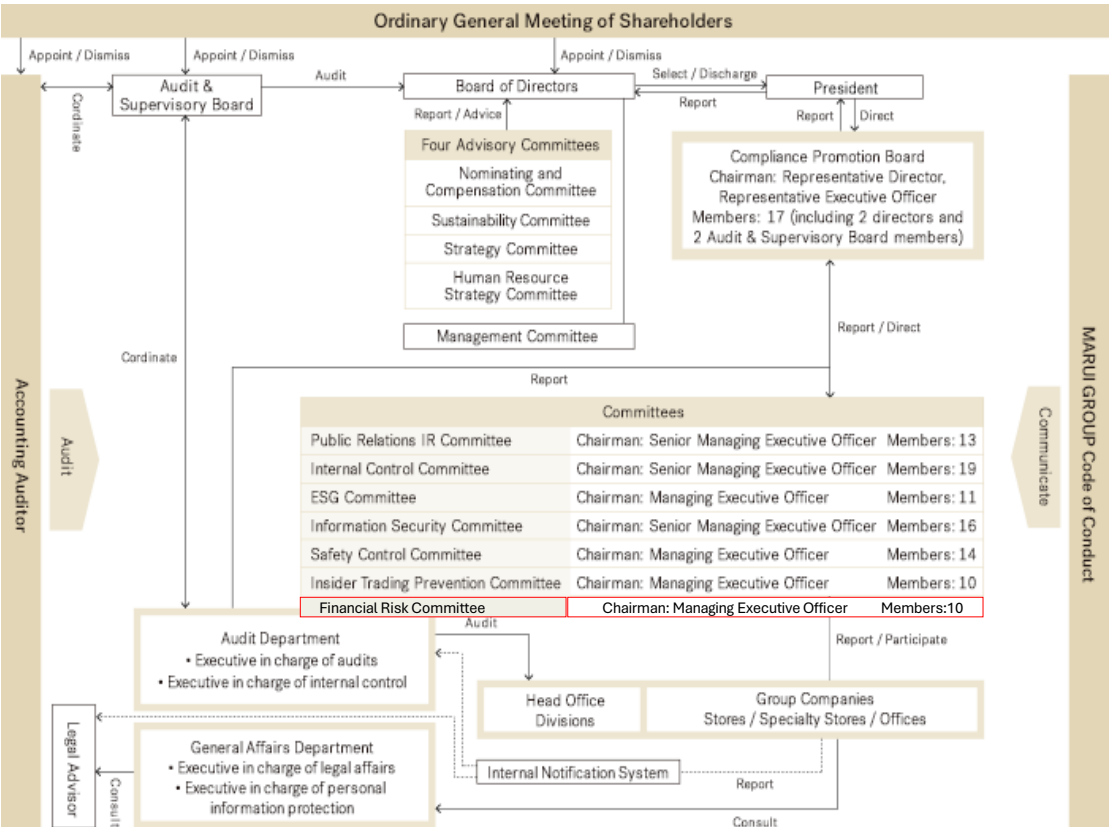 Ordinary General Meeting of Shareholders
Appoint / Dismiss
Appoint / Dismiss
Appoint / Dismiss
Cordinate
Audit &
Supervisory Board
Audit
Board of Directors
Select / Discharge
Report
President
Report / Advice
Report
Direct
Four Advisory Committees
Nominating and
Compensation Committee
Sustainability Committee
Strategy Committee
Human Resource
Strategy Committee
Management Committee
Compliance Promotion Board
Chairman: Representative Director,
Representative Executive Officer
Members: 17 (including 2 directors and
2 Audit & Supervisory Board members)
Report / Direct
Cordinate
Report
Accounting Auditor
Audit
Communicate
MARUI GROUP Code of Conduct
Committees
Public Relations IR Committee Chairman: Senior Managing Executive Officer Members: 13
Internal Control Committee Chairman: Senior Managing Executive Officer Members: 19
ESG Committee Chairman: Managing Executive Officer Members: 11
Information Security Committee Chairman: Senior Managing Executive Officer Members: 16
Safety Control Committee Chairman: Managing Executive Officer Members: 14
Insider Trading Prevention Committee Chairman: Managing Executive Officer Members: 10
Financial Risk Committee Chairman: Managing Executive Officer Members:10
Audit
Report / Participate
Audit Department
• Executive in charge of audits
• Executive in charge of internal control
Head Office
Divisions
Group Companies
Stores / Specialty Stores / Offices
Legal Advisor
Consult
General Affairs Department
• Executive in charge of legal affairs
• Executive in charge of personal
information protection
Internal Notification System
Report
Consult